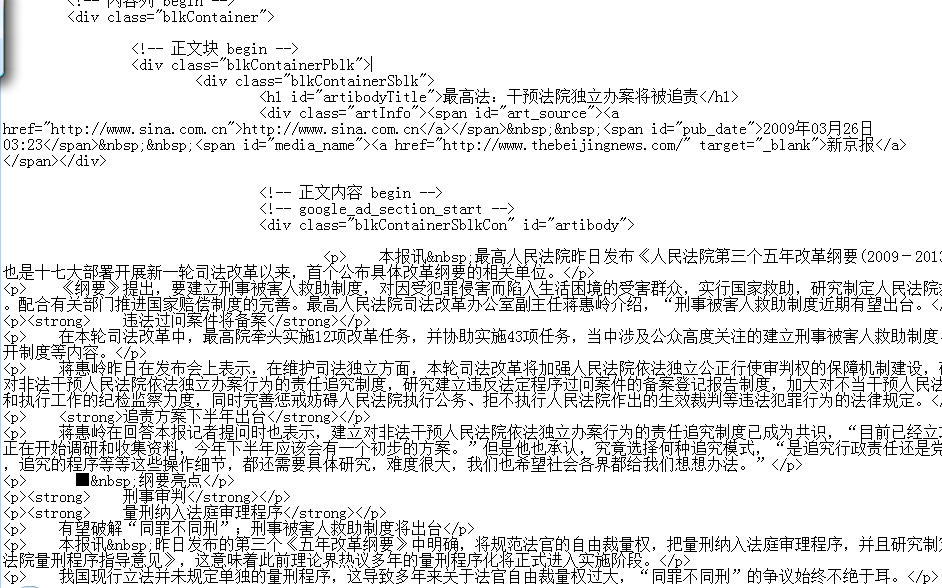 <!-- 内容列 begin -->
<div class="blkContainer">
<!-- 正文块 begin -->
<div class="blkContainerPblk">
<div class="blkContainerSblk">
<h1 id="artibodyTitle">最高法：干预法院独立办案将被追责</h1>
<div class="artInfo"><span id="art_source"><a
href="http://www.sina.com.cn">http://www.sina.com.cn</a></span>&nbsp;&nbsp;<span id="pub_date">2009年03月26日
03:23</span>&nbsp;&nbsp;<span id="media_name"><a href="http://www.thebeijingnews.com/" target="_blank">新京报</a>
</span></div>
<!-- 正文内容 begin -->
<!-- google_ad_section_start -->
<div class="blkContainerSblkCon" id="artibody">
<p>　　本报讯&nbsp;最高人民法院昨日发布《人民法院第三个五年改革纲要(2009－2013
也是十七大部署开展新一轮司法改革以来，首个公布具体改革纲要的相关单位。</p>
<p>　　《纲要》提出，要建立刑事被害人救助制度，对因受犯罪侵害而陷入生活困境的受害群众，实行国家救助，研究制定人民法院
。配合有关部门推进国家赔偿制度的完善。最高人民法院司法改革办公室副主任蒋惠岭介绍，“刑事被害人救助制度近期有望出台。
<p><strong>　　违法过问案件将备案</strong></p>
<p>　　在本轮司法改革中，最高院牵头实施12项改革任务，并协助实施43项任务，当中涉及公众高度关注的建立刑事被害人救助制度
开制度等内容。</p>
<p>　　蒋惠岭昨日在发布会上表示，在维护司法独立方面，本轮司法改革将加强人民法院依法独立公正行使审判权的保障机制建设，
对非法干预人民法院依法独立办案行为的责任追究制度，研究建立违反法定程序过问案件的备案登记报告制度，加大对不当干预人民法
和执行工作的纪检监察力度，同时完善惩戒妨碍人民法院执行公务、拒不执行人民法院作出的生效裁判等违法犯罪行为的法律规定。
<p>　　<strong>追责方案下半年出台</strong></p>
<p>　　蒋惠岭在回答本报记者提问时也表示，建立对非法干预人民法院依法独立办案行为的责任追究制度已成为共识，“目前已经立
正在开始调研和收集资料，今年下半年应该会有一个初步的方案。”但是他也承认，究竟选择何种追究模式，“是追究行政责任还是党
，追究的程序等等这些操作细节，都还需要具体研究，难度很大，我们也希望社会各界都给我们想想办法。”</p>
<p>　　■&nbsp;纲要亮点</p>
<p><strong>　　刑事审判</strong></p>
<p><strong>　　量刑纳入法庭审理程序</strong></p>
<p>　　有望破解“同罪不同刑”；刑事被害人救助制度将出台</p>
<p>　　本报讯&nbsp;昨日发布的第三个《五年改革纲要》中明确，将规范法官的自由裁量权，把量刑纳入法庭审理程序，并且研究制
法院量刑程序指导意见》，这意味着此前理论界热议多年的量刑程序化将正式进入实施阶段。</p>
<p>　　我国现行立法并未规定单独的量刑程序，这导致多年来关于法官自由裁量权过大，“同罪不同刑”的争议始终不绝于耳。</p>